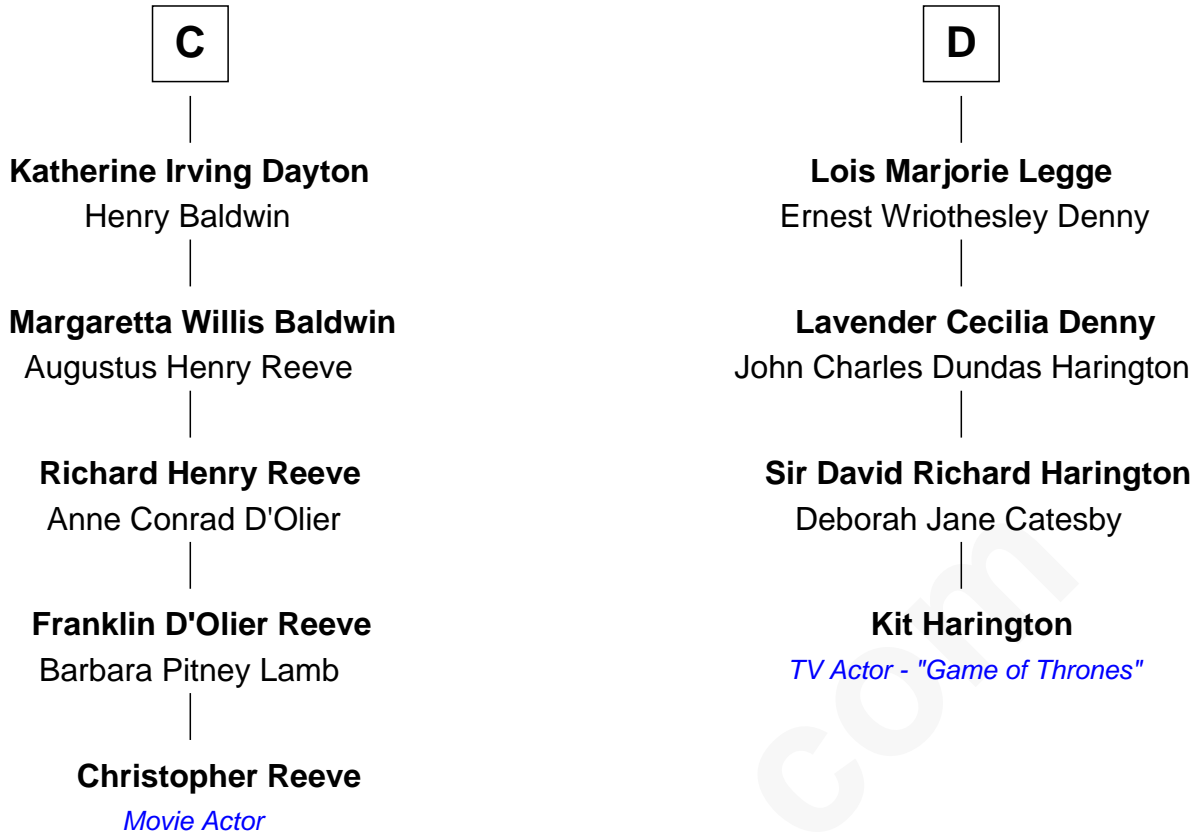 C
Katherine Irving Dayton
Henry Baldwin
Margaretta Willis Baldwin
Augustus Henry Reeve
Richard Henry Reeve
Anne Conrad D'Olier
Franklin D'Olier Reeve
Barbara Pitney Lamb
Christopher Reeve
Movie Actor
D
Lois Marjorie Legge
Ernest Wriothesley Denny
Lavender Cecilia Denny
John Charles Dundas Harington
Sir David Richard Harington
Deborah Jane Catesby
Kit Harington
TV Actor - "Game of Thrones"
com